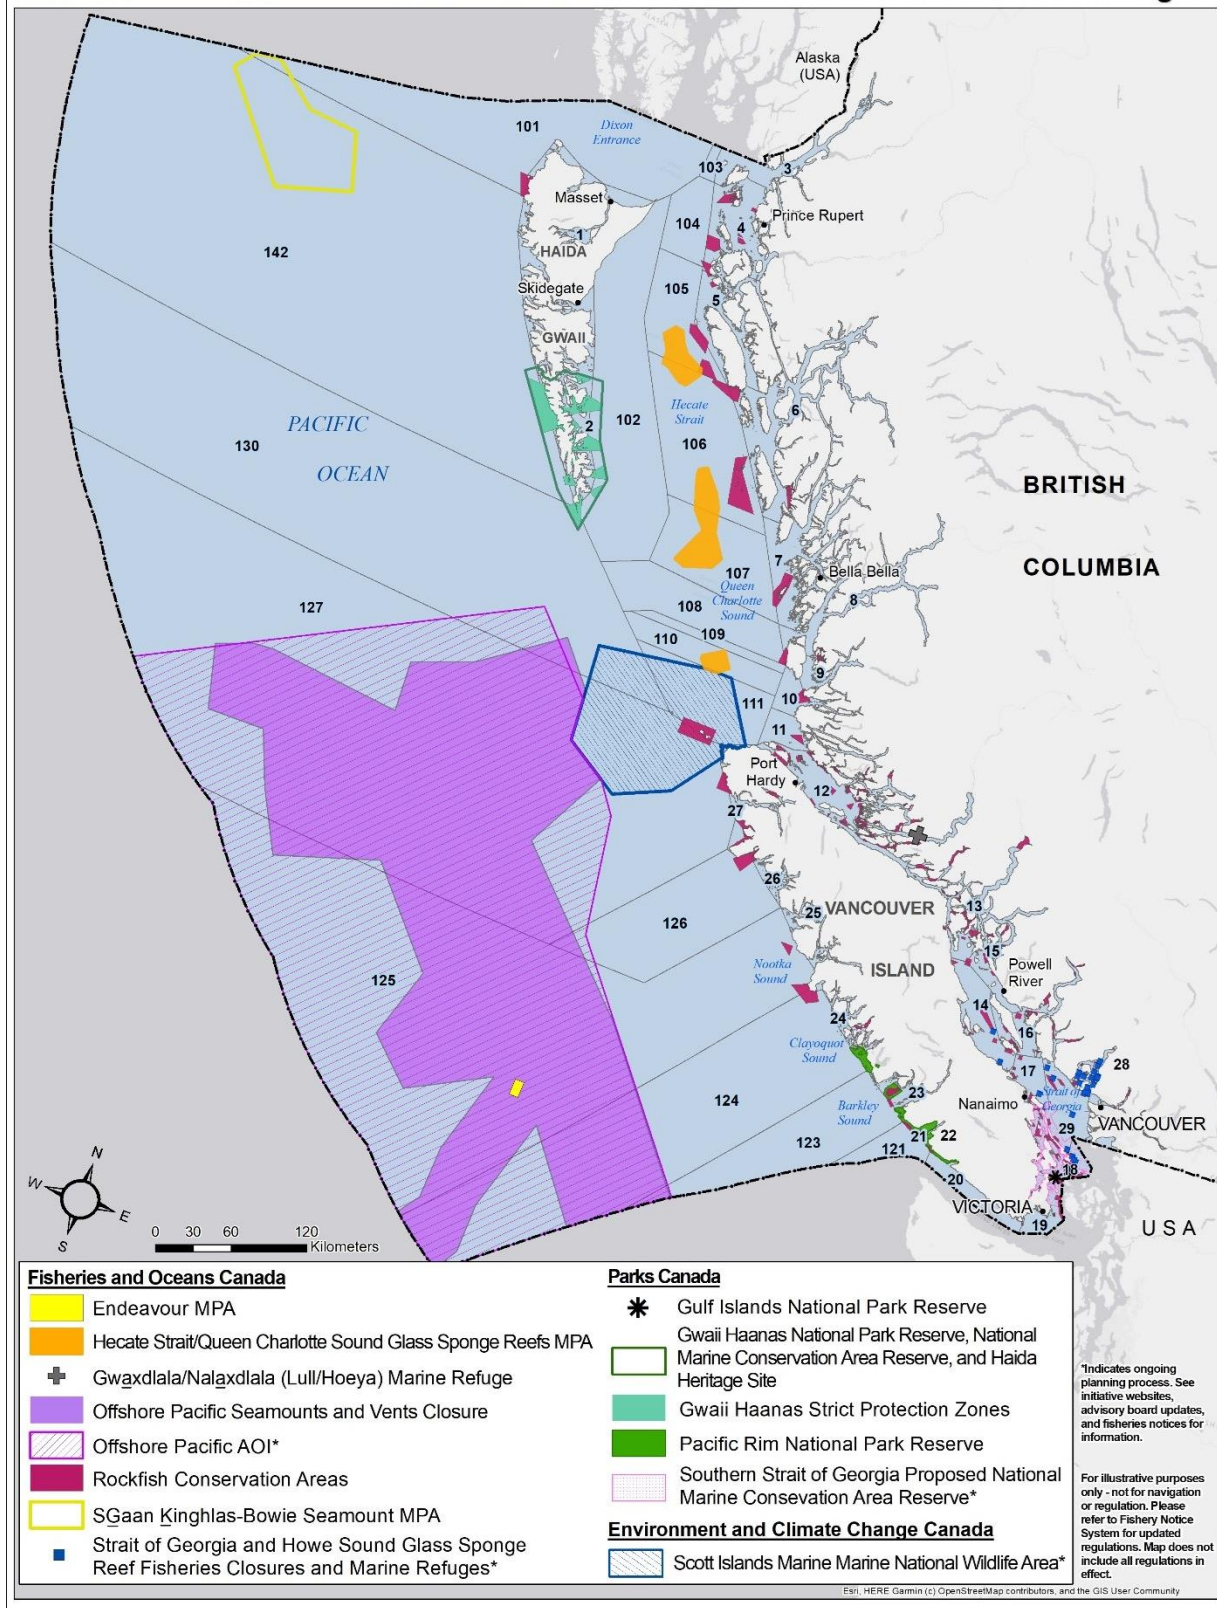 Alaska
(USA)
101
Dixon
Entrance
103
3
Masset
Prince Rupert
104
4
1
HAIDA
142
105
Skidegate
5
GWAII
Hecate
Strait
6
PACIFIC
2
102
130
106
OCEAN
BRITISH
7
107
Bella Bella
COLUMBIA
Queen
Charlotte
Sound
8
127
108
109
110
9
111
10
11
Port
Hardy
12
27
26
13
25
VANCOUVER
126
15
Nootka
Sound
ISLAND
Powell
River
125
14
24
16
Clayoquot
Sound
17
28
23
Strait of
Georgia
124
Nanaimo
Barkley
Sound
VANCOUVER
29
123
121
21
22
18
20
VICTORIA
19
USA
N
W
E
S
0 30 60 120
Kilometers
Fisheries and Oceans Canada
Endeavour MPA
Hecate Strait/Queen Charlotte Sound Glass Sponge Reefs MPA
Gwaxdlala/Nalaxdlala (Lull/Hoeya) Marine Refuge
Offshore Pacific Seamounts and Vents Closure
Offshore Pacific AOI*
Rockfish Conservation Areas
SGaan Kinghlas-Bowie Seamount MPA
Strait of Georgia and Howe Sound Glass Sponge
Reef Fisheries Closures and Marine Refuges*
Parks Canada
Gulf Islands National Park Reserve
Gwaii Haanas National Park Reserve, National
Marine Conservation Area Reserve, and Haida
Heritage Site
Gwaii Haanas Strict Protection Zones
Pacific Rim National Park Reserve
Southern Strait of Georgia Proposed National
Marine Consevation Area Reserve*
Environment and Climate Change Canada
Scott Islands Marine Marine National Wildlife Area*
*Indicates ongoing
planning process. See
initiative websites,
advisory board updates,
and fisheries notices for
information.
For illustrative purposes
only - not for navigation
or regulation. Please
refer to Fishery Notice
System for updated
regulations. Map does not
include all regulations in
effect.
Esri, HERE Garmin (c) OpenStreetMap contributors, and the GIS User Community